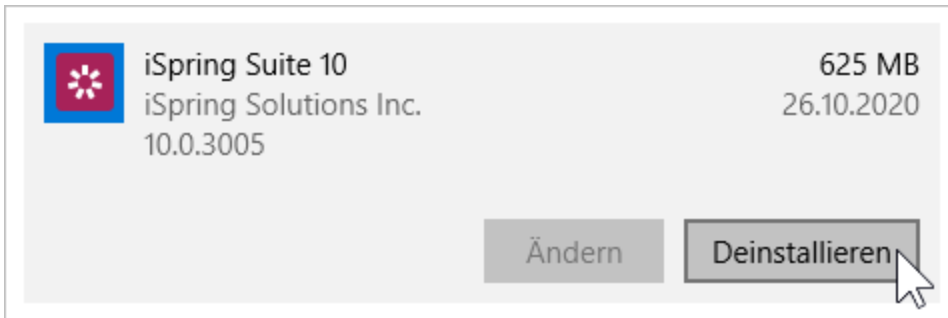 iSpring Suite 10 625 MB
iSpring Solutions Inc. 26.10.2020
10.0.3005
Ändern Deinstallieren